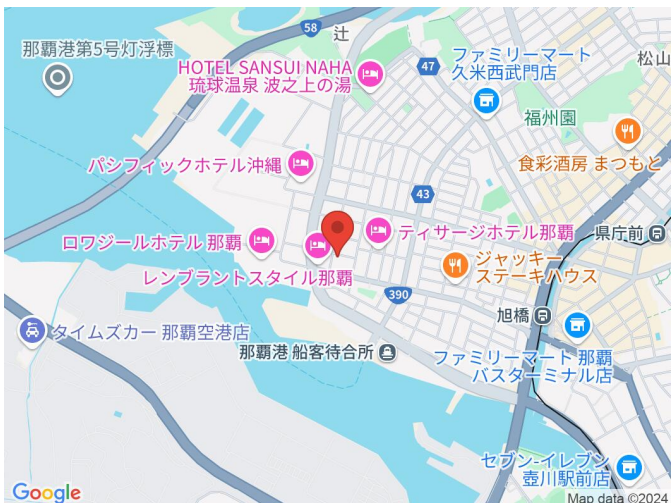 58
辻
那覇港第5号灯浮標
HOTEL SANSUI NAHA
琉球温泉 波之上の湯
47
ファミリーマート
久米西武門店
松山
福州園
食彩酒房 まつもと
パシフィックホテル沖縄
43
ロワジールホテル 那覇
ティサージホテル那覇
県庁前
レンブラントスタイル那覇
ジャッキー
ステーキハウス
390
旭橋
タイムズカー 那覇空港店
那覇港 船客待合所
ファミリーマート 那覇
バスターミナル店
セブン-イレブン
壺川駅前店
Google
Map data ©2024